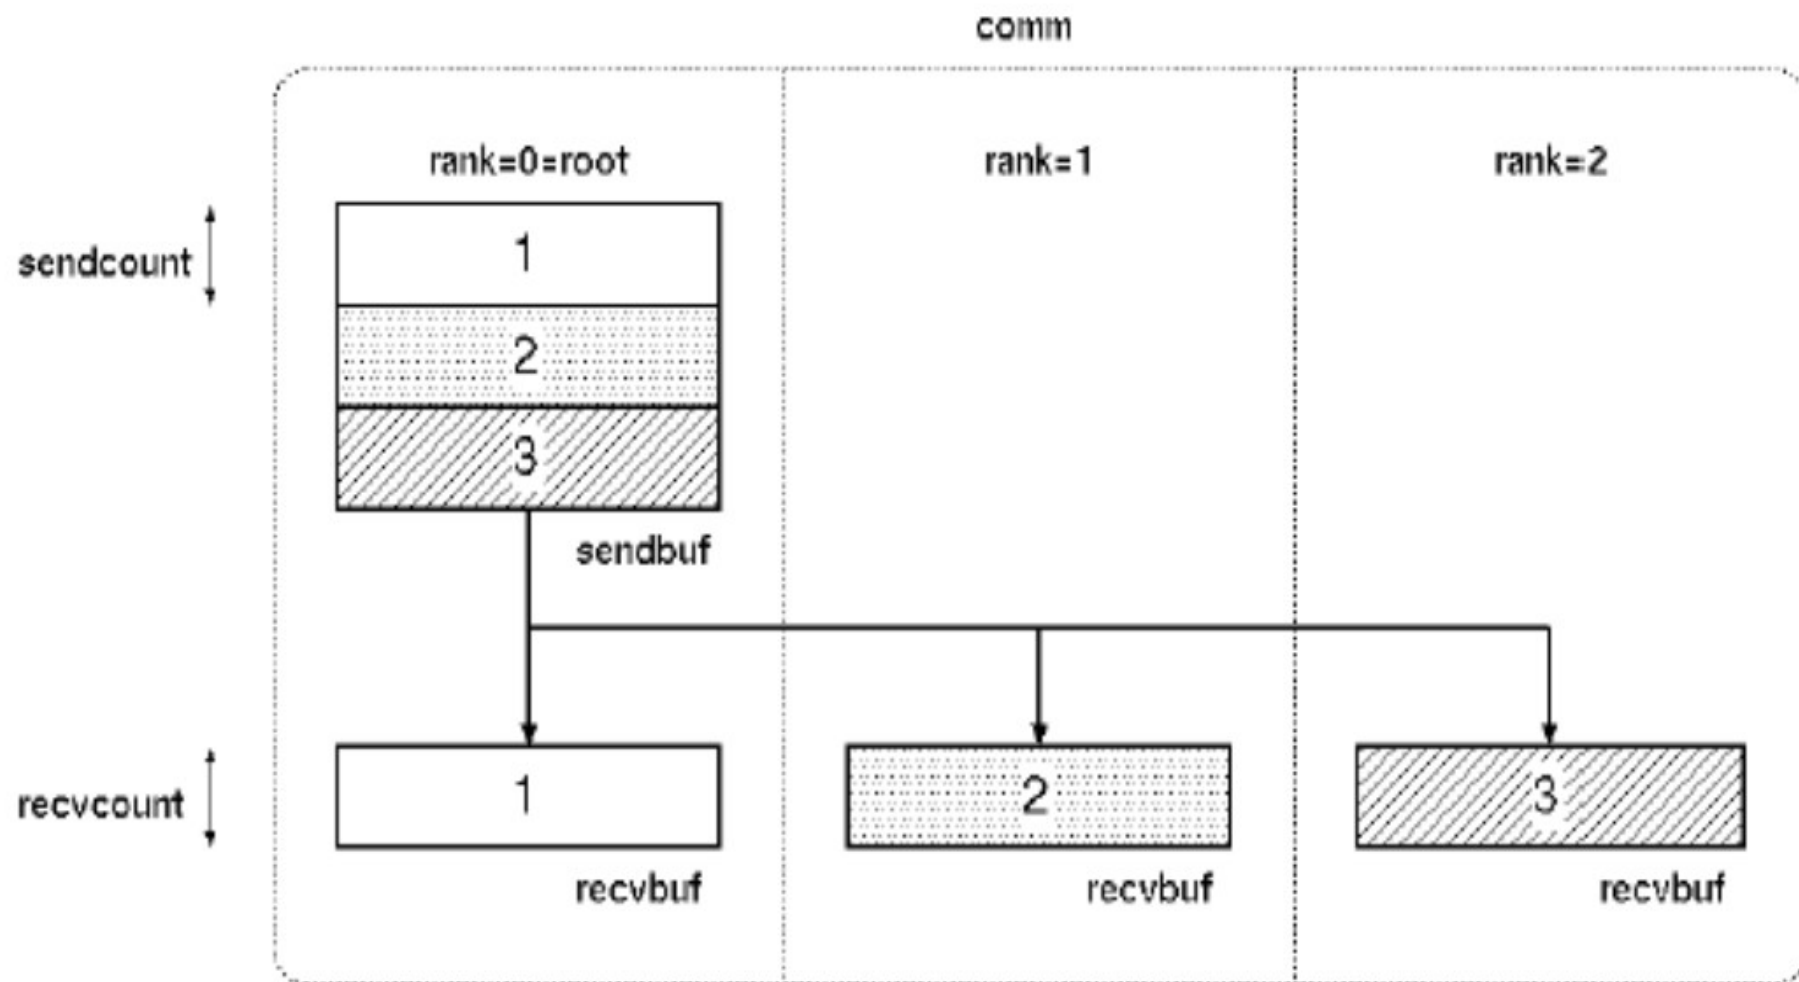 comm
rank=0=root
rank=1
rank=2
sendcount
1
2
3
sendbuf
recvcount
1
2
3
recvbuf
recvbuf
recvbuf